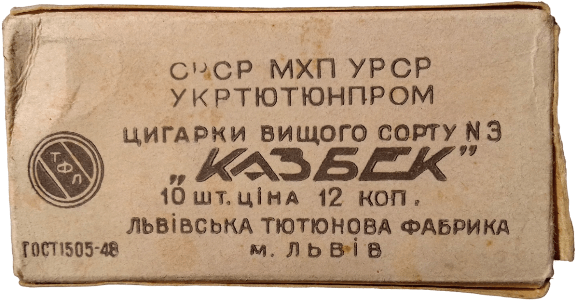 СРСР МХП УРСР
УКРТЮТЮНПРОМ
ЦИГАРКИ ВИЩОГО СОРТУ N 3
„КАЗБЕК”
10 ШТ. ЦІНА 12 КОП.
ЛЬВІВСЬКА ТЮТЮНОВА ФАБРИКА
М. ЛЬВІВ
ТФЛ
ГОСТ 1505-48